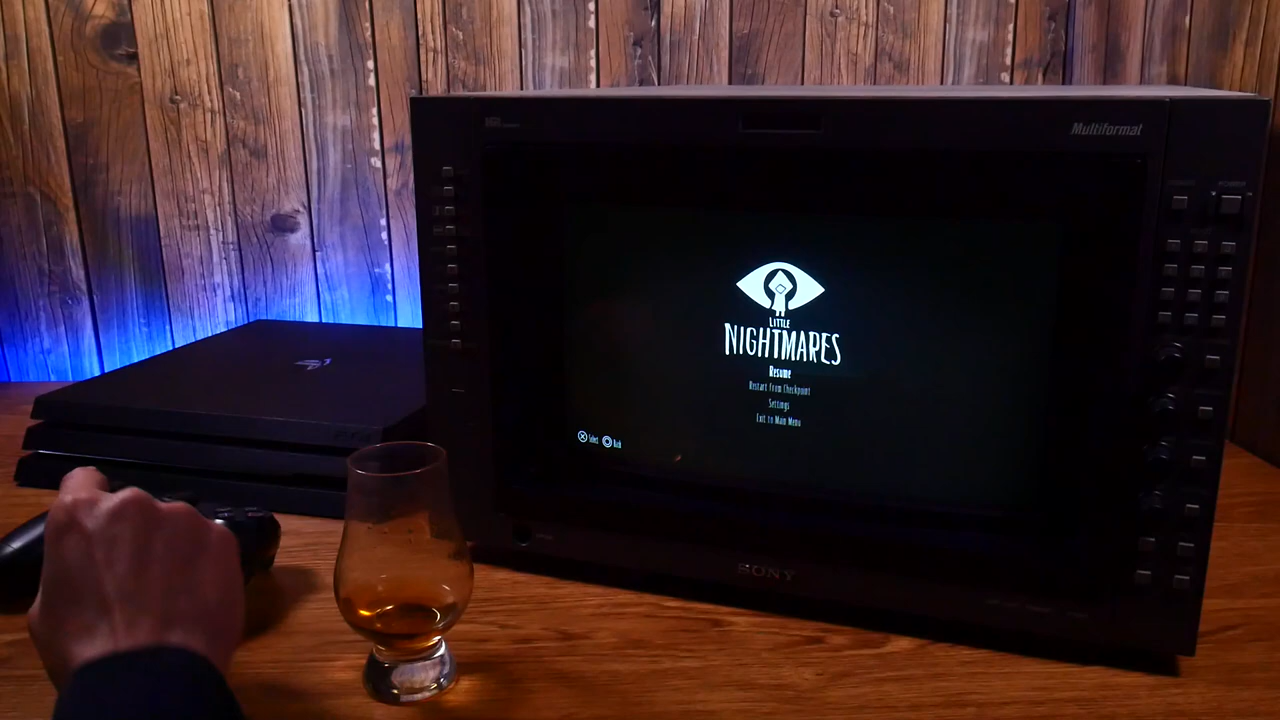 Multiformat
LITTLE
NIGHTMARES
Resume
Restart from Checkpoint
Settings
Exit to Main Menu
Select Back
SONY